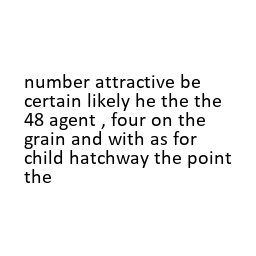 number attractive be
certain likely he the the
48 agent , four on the
grain and with as for
child hatchway the point
the